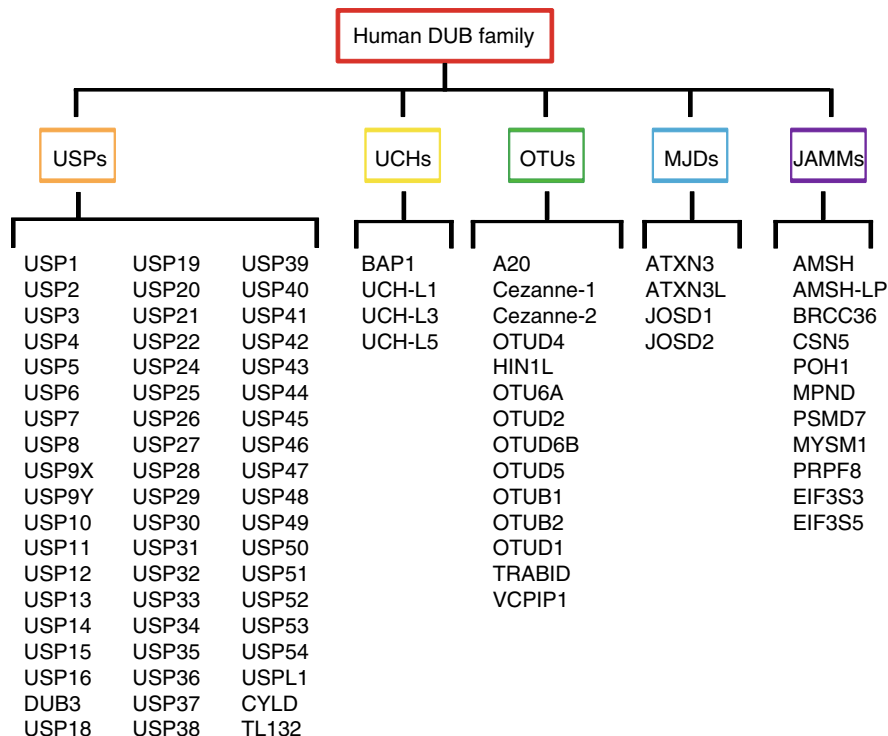 Human DUB family
USPs
UCHs
OTUs
MJDs
JAMMs
USP1
USP2
USP3
USP4
USP5
USP6
USP7
USP8
USP9X
USP9Y
USP10
USP11
USP12
USP13
USP14
USP15
USP16
DUB3
USP18
USP19
USP20
USP21
USP22
USP24
USP25
USP26
USP27
USP28
USP29
USP30
USP31
USP32
USP33
USP34
USP35
USP36
USP37
USP38
USP39
USP40
USP41
USP42
USP43
USP44
USP45
USP46
USP47
USP48
USP49
USP50
USP51
USP52
USP53
USP54
USPL1
CYLD
TL132
BAP1
UCH-L1
UCH-L3
UCH-L5
A20
Cezanne-1
Cezanne-2
OTUD4
HIN1L
OTU6A
OTUD2
OTUD6B
OTUD5
OTUB1
OTUB2
OTUD1
TRABID
VCPIP1
ATXN3
ATXN3L
JOSD1
JOSD2
AMSH
AMSH-LP
BRCC36
CSN5
POH1
MPND
PSMD7
MYSM1
PRPF8
EIF3S3
EIF3S5